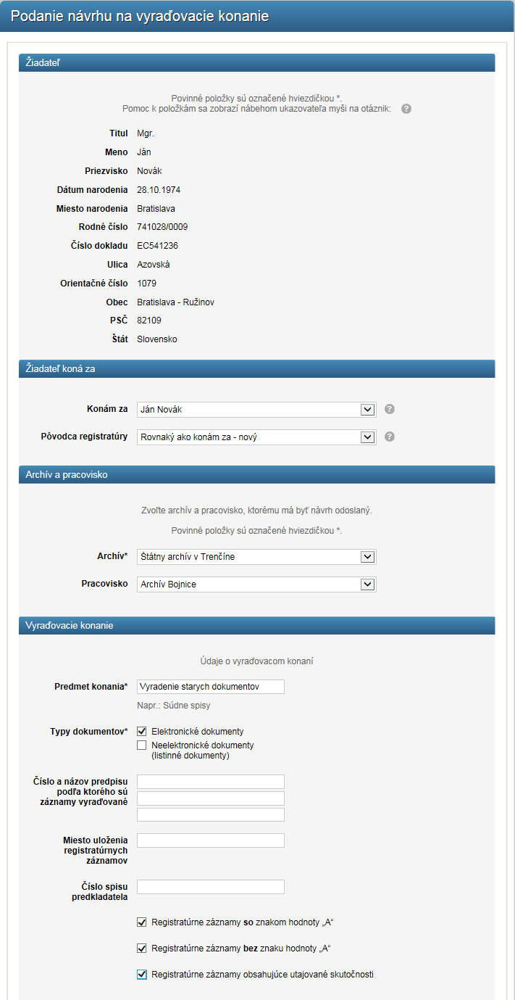 Podanie návrhu na vyraďovacie konanie
Žiadateľ
Povinné položky sú označené hviezdičkou *.
Pomoc k položkám sa zobrazí nábehom ukazovateľa myši na otáznik: ?
Titul Mgr.
Meno Ján
Priezvisko Novák
Dátum narodenia 28.10.1974
Miesto narodenia Bratislava
Rodné číslo 741028/0009
Číslo dokladu EC541236
Ulica Azovská
Orientačné číslo 1079
Obec Bratislava - Ružinov
PSČ 82109
Štát Slovensko
Žiadateľ koná za
Konám za Ján Novák ?
Pôvodca registratúry Rovnaký ako konám za - nový ?
Archív a pracovisko
Zvoľte archív a pracovisko, ktorému má byť návrh odoslaný.
Povinné položky sú označené hviezdičkou *.
Archív* Štátny archív v Trenčíne
Pracovisko Archív Bojnice
Vyraďovacie konanie
Údaje o vyraďovacom konaní
Predmet konania* Vyradenie starych dokumentov
Napr.: Súdne spisy
Typy dokumentov* Elektronické dokumenty
Neelektronické dokumenty
(listinné dokumenty)
Číslo a názov predpisu
podľa ktorého sú
záznamy vyraďované
Miesto uloženia
registratúrnych
záznamov
Číslo spisu
predkladatela
Registratúrne záznamy so znakom hodnoty „A“
Registratúrne záznamy bez znaku hodnoty „A“
Registratúrne záznamy obsahujúce utajované skutočnosti